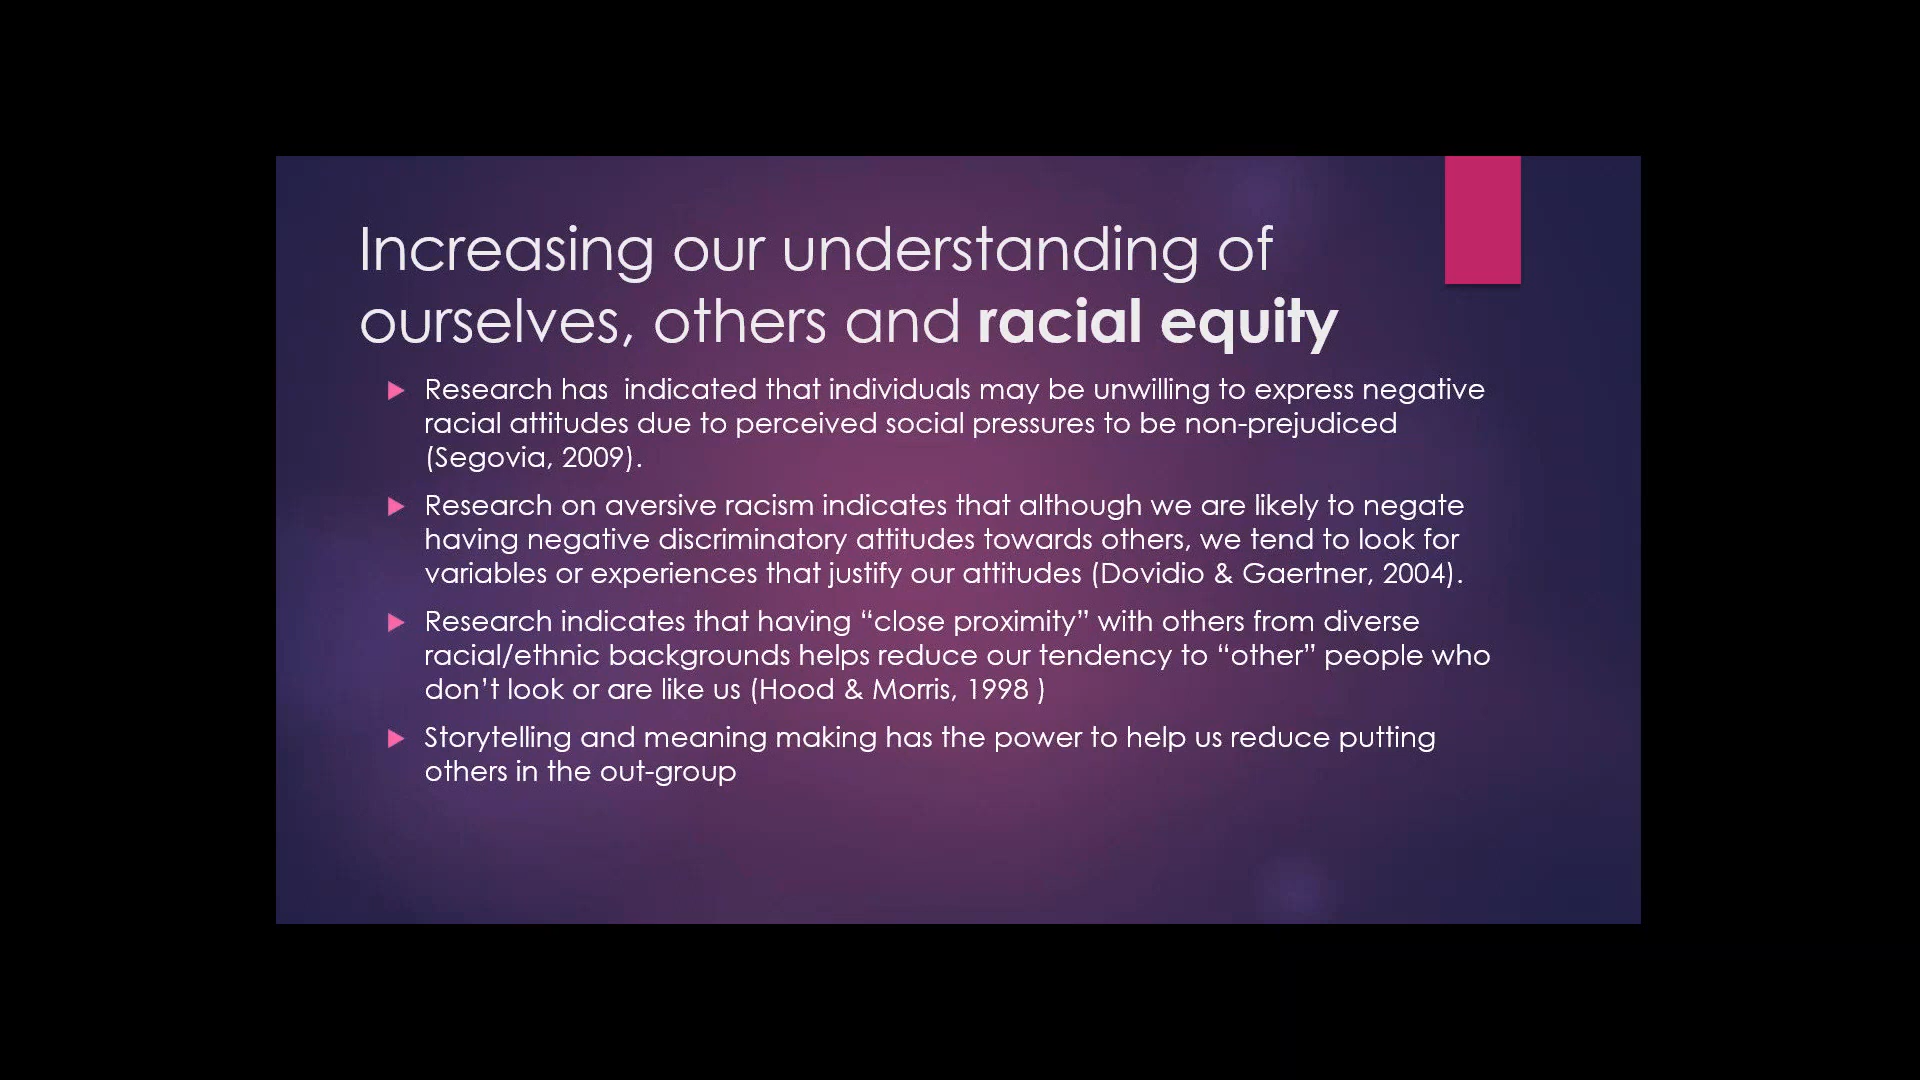 Increasing our understanding of
ourselves, others and racial equity
Research has  indicated that individuals may be unwilling to express negative
racial attitudes due to perceived social pressures to be non-prejudiced
(Segovia, 2009).
Research on aversive racism indicates that although we are likely to negate
having negative discriminatory attitudes towards others, we tend to look for
variables or experiences that justify our attitudes (Dovidio & Gaertner, 2004).
Research indicates that having “close proximity” with others from diverse
racial/ethnic backgrounds helps reduce our tendency to “other” people who
don’t look or are like us (Hood & Morris, 1998 )
Storytelling and meaning making has the power to help us reduce putting
others in the out-group